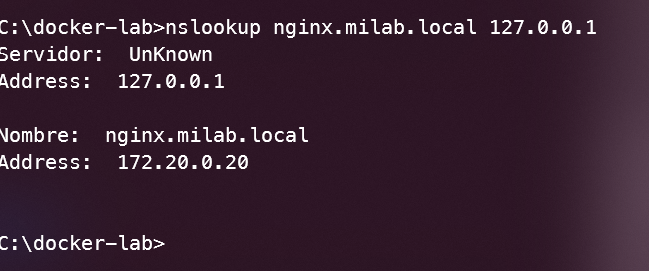 C:\docker-lab>nslookup nginx.milab.local 127.0.0.1
Servidor:  UnKnown
Address:  127.0.0.1
Nombre:  nginx.milab.local
Address:  172.20.0.20
C:\docker-lab>